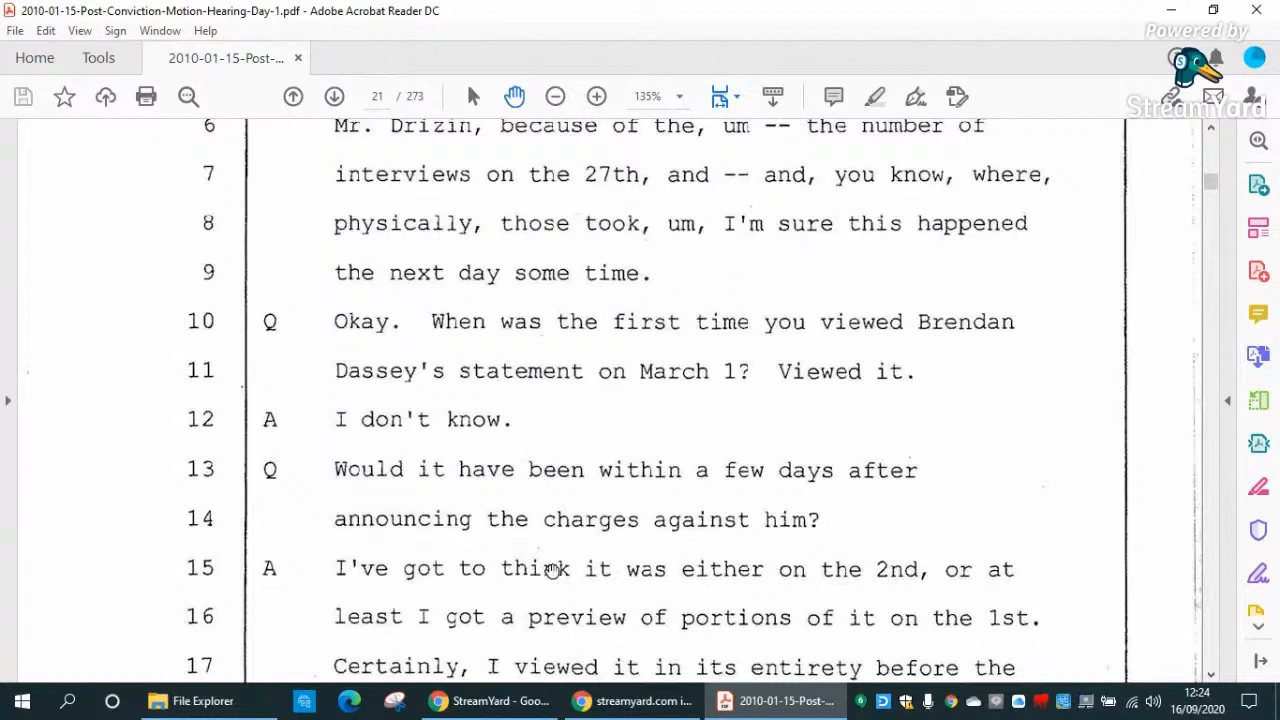 2010-01-15-Post-Conviction-Motion-Hearing-Day-1.pdf - Adobe Acrobat Reader DC
Powered by
File Edit View Sign Window Help
Home Tools 2010-01-15-Post-...
21 / 273 135%
StreamYard
6 Mr. Drizin, because of the, um -- the number of
7 interviews on the 27th, and -- and, you know, where,
8 physically, those took, um, I'm sure this happened
9 the next day some time.
10 Q Okay. When was the first time you viewed Brendan
11 Dassey's statement on March 1? Viewed it.
12 A I don't know.
13 Q Would it have been within a few days after
14 announcing the charges against him?
15 A I've got to think it was either on the 2nd, or at
16 least I got a preview of portions of it on the 1st.
17 Certainly, I viewed it in its entirety before the
File Explorer StreamYard - Goo... streamyard.com i... 2010-01-15-Post-...
12:24
16/09/2020